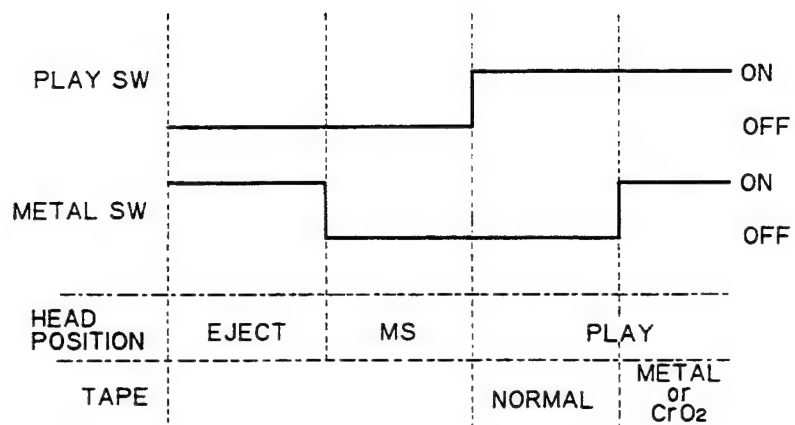 PLAY SW
ON
OFF
METAL SW
ON
OFF
HEAD POSITION
EJECT
MS
PLAY
TAPE
NORMAL
METAL
or
CrO2